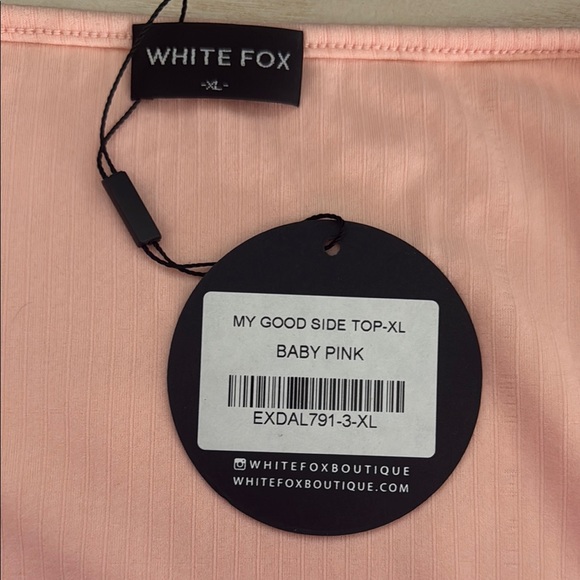 WHITE FOX
-XL-
MY GOOD SIDE TOP-XL
BABY PINK
EXDAL791-3-XL
WHITEFOXBOUTIQUE
WHITEFOXBOUTIQUE.COM